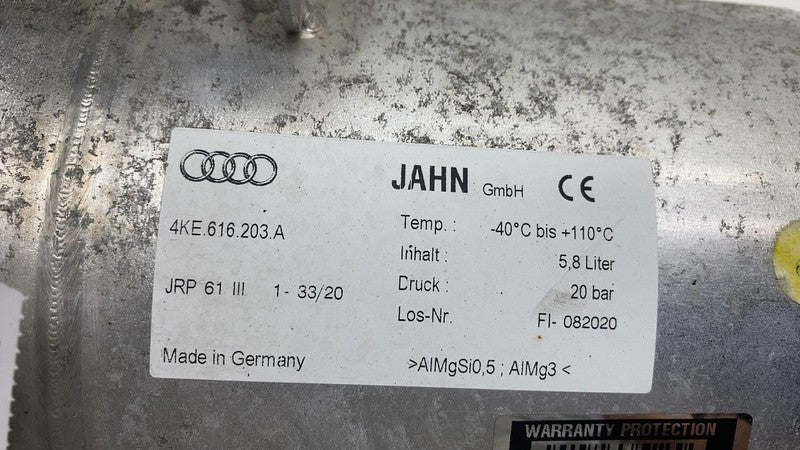 JAHN GmbH CE
4KE.616.203.A
Temp. : -40°C bis +110°C
Inhalt : 5,8 Liter
JRP 61 III 1- 33/20
Druck : 20 bar
Los-Nr. FI- 082020
Made in Germany
>AlMgSi0,5 ; AlMg3 <
WARRANTY PROTECTION